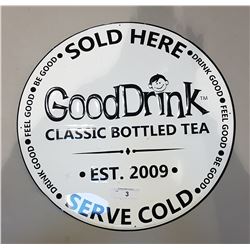 • SOLD HERE •
DRINK GOOD • FEEL GOOD • BE GOOD
DRINK GOOD • FEEL GOOD • BE GOOD
GoodDrink™
CLASSIC BOTTLED TEA
• EST. 2009 •
3
• SERVE COLD •